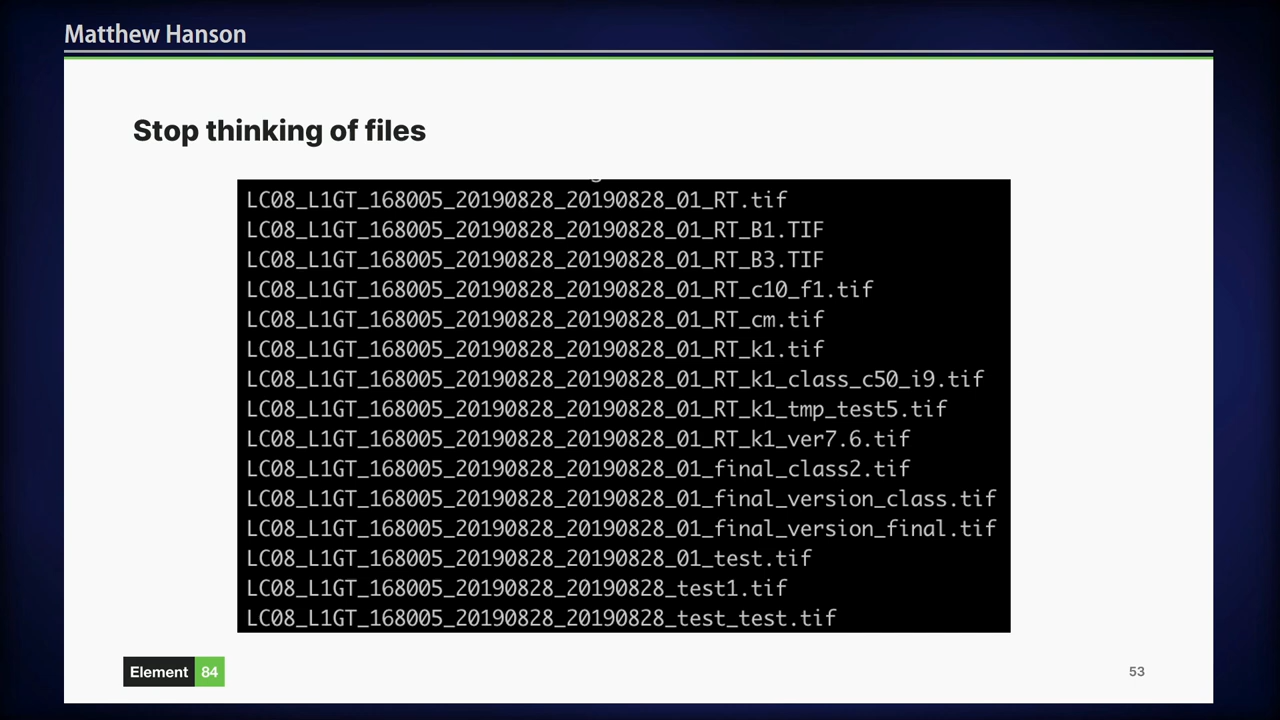 Matthew Hanson
Stop thinking of files
LC08_L1GT_168005_20190828_20190828_01_RT.tif
LC08_L1GT_168005_20190828_20190828_01_RT_B1.TIF
LC08_L1GT_168005_20190828_20190828_01_RT_B3.TIF
LC08_L1GT_168005_20190828_20190828_01_RT_c10_f1.tif
LC08_L1GT_168005_20190828_20190828_01_RT_cm.tif
LC08_L1GT_168005_20190828_20190828_01_RT_k1.tif
LC08_L1GT_168005_20190828_20190828_01_RT_k1_class_c50_i9.tif
LC08_L1GT_168005_20190828_20190828_01_RT_k1_tmp_test5.tif
LC08_L1GT_168005_20190828_20190828_01_RT_k1_ver7.6.tif
LC08_L1GT_168005_20190828_20190828_01_final_class2.tif
LC08_L1GT_168005_20190828_20190828_01_final_version_class.tif
LC08_L1GT_168005_20190828_20190828_01_final_version_final.tif
LC08_L1GT_168005_20190828_20190828_01_test.tif
LC08_L1GT_168005_20190828_20190828_test1.tif
LC08_L1GT_168005_20190828_20190828_test_test.tif
Element 84
53